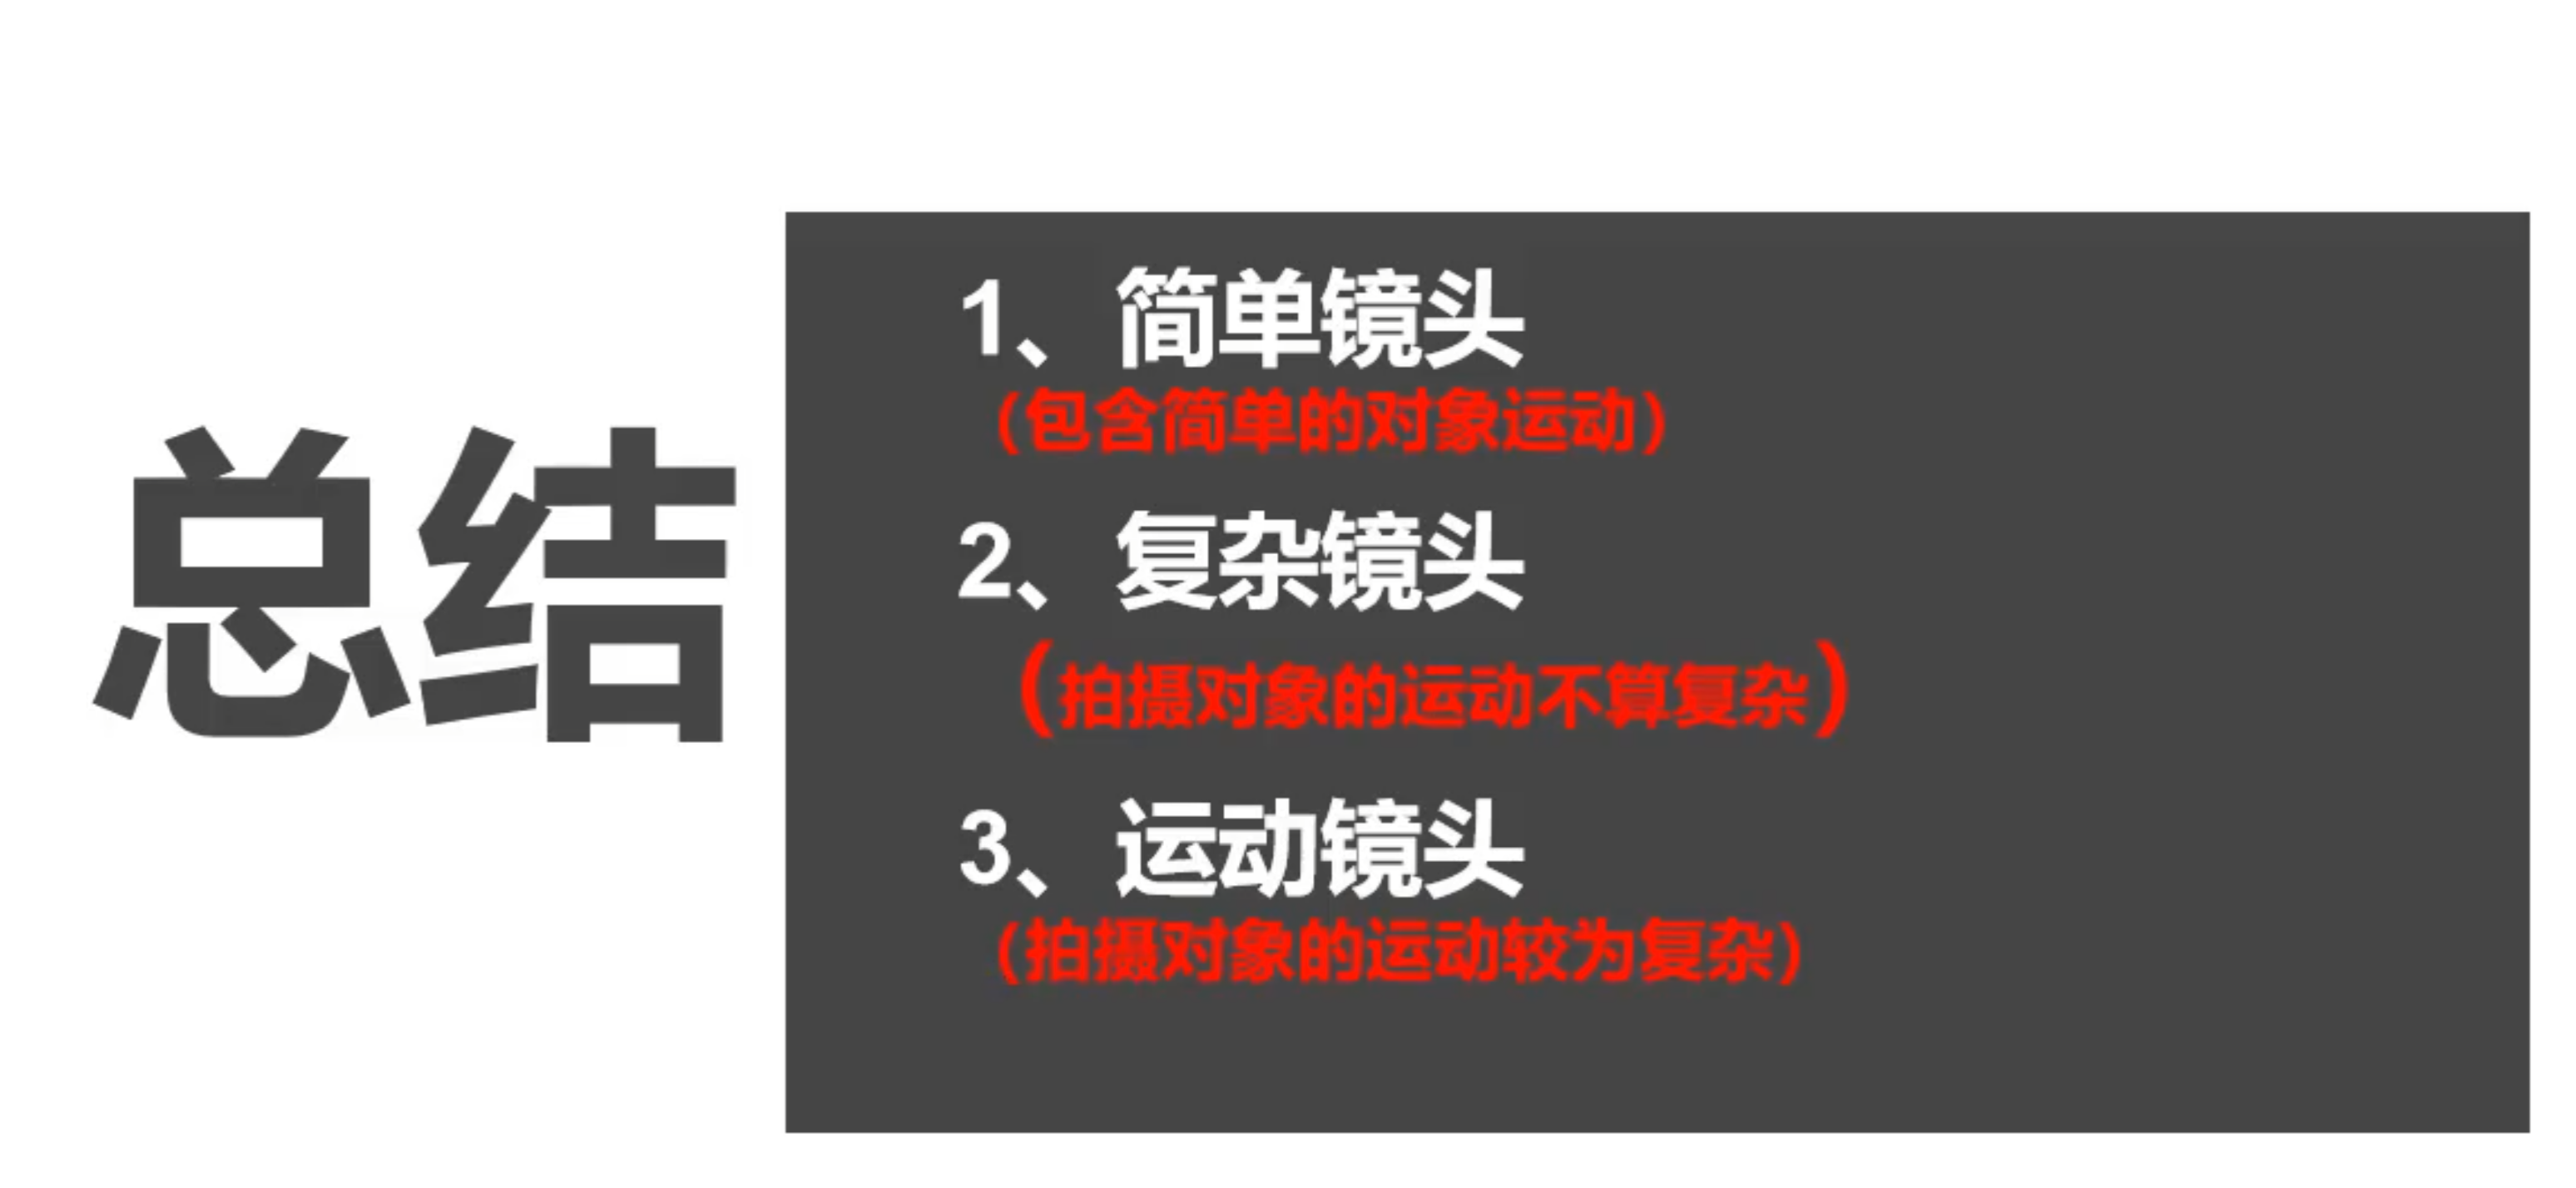 总结
1、简单镜头
（包含简单的对象运动）
2、复杂镜头
（拍摄对象的运动不算复杂）
3、运动镜头
（拍摄对象的运动较为复杂）